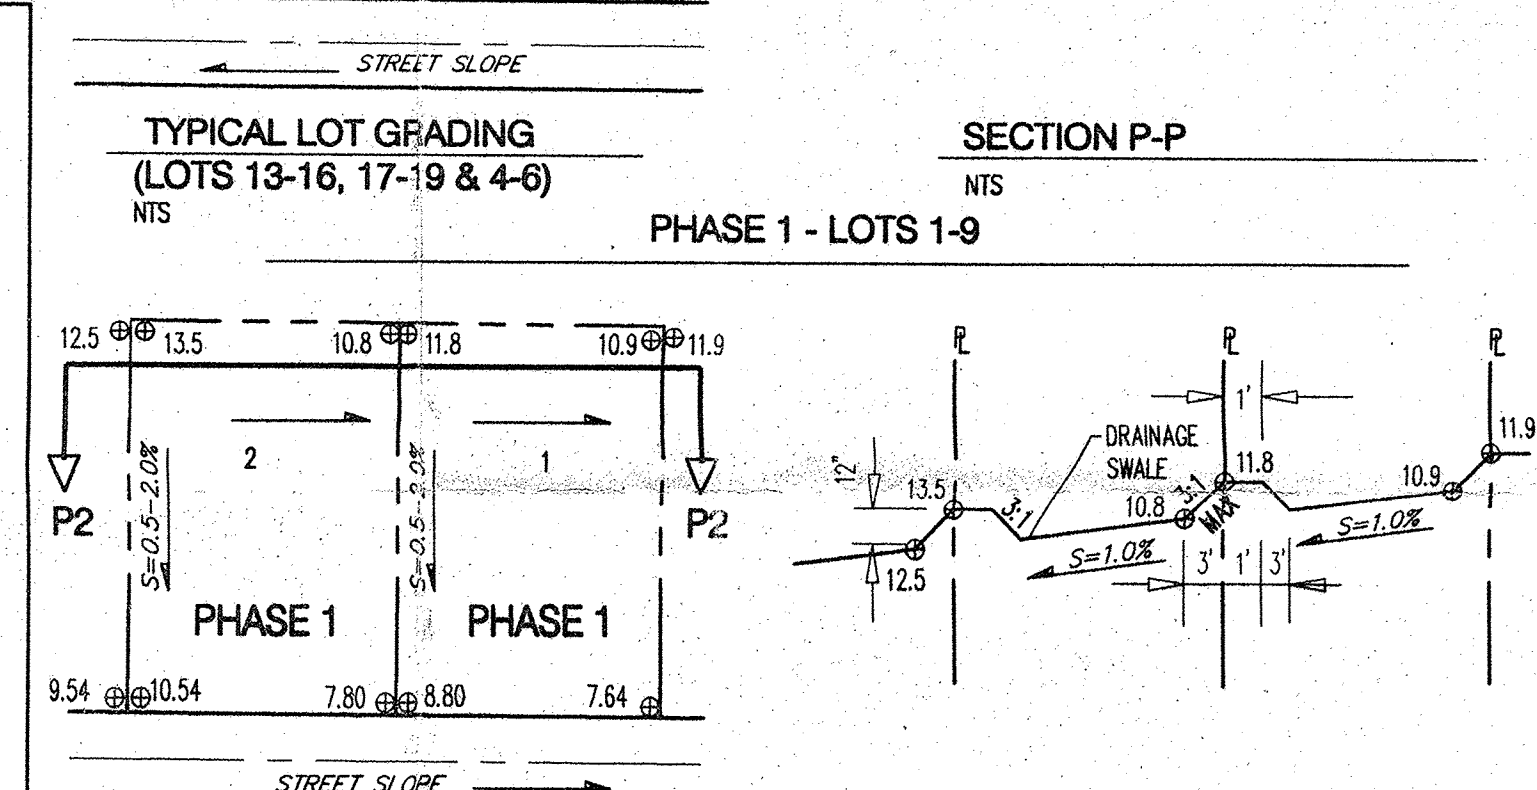 STREET SLOPE
TYPICAL LOT GRADING
(LOTS 13-16, 17-19 & 4-6)
NTS
SECTION P-P
NTS
PHASE 1 - LOTS 1-9
12.5
13.5
10.8
11.8
10.9
11.9
2
1
S=0.5-2.0%
S=0.5-2.0%
P2
P2
PHASE 1
PHASE 1
9.54
10.54
7.80
8.80
7.64
STREET SLOPE
PL
PL
PL
1'
11.9
DRAINAGE
SWALE
12"
13.5
3:1
10.8
3:1
MAX
11.8
10.9
S=1.0%
S=1.0%
12.5
3'
1'
3'